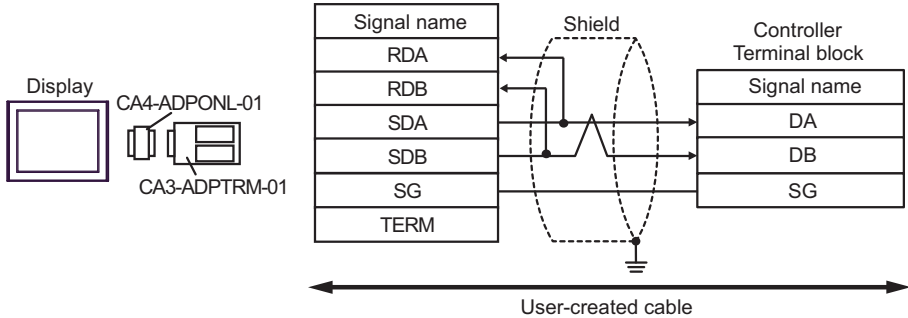 Display
CA4-ADPONL-01
CA3-ADPTRM-01
Signal name
RDA
RDB
SDA
SDB
SG
TERM
Shield
Controller
Terminal block
Signal name
DA
DB
SG
User-created cable